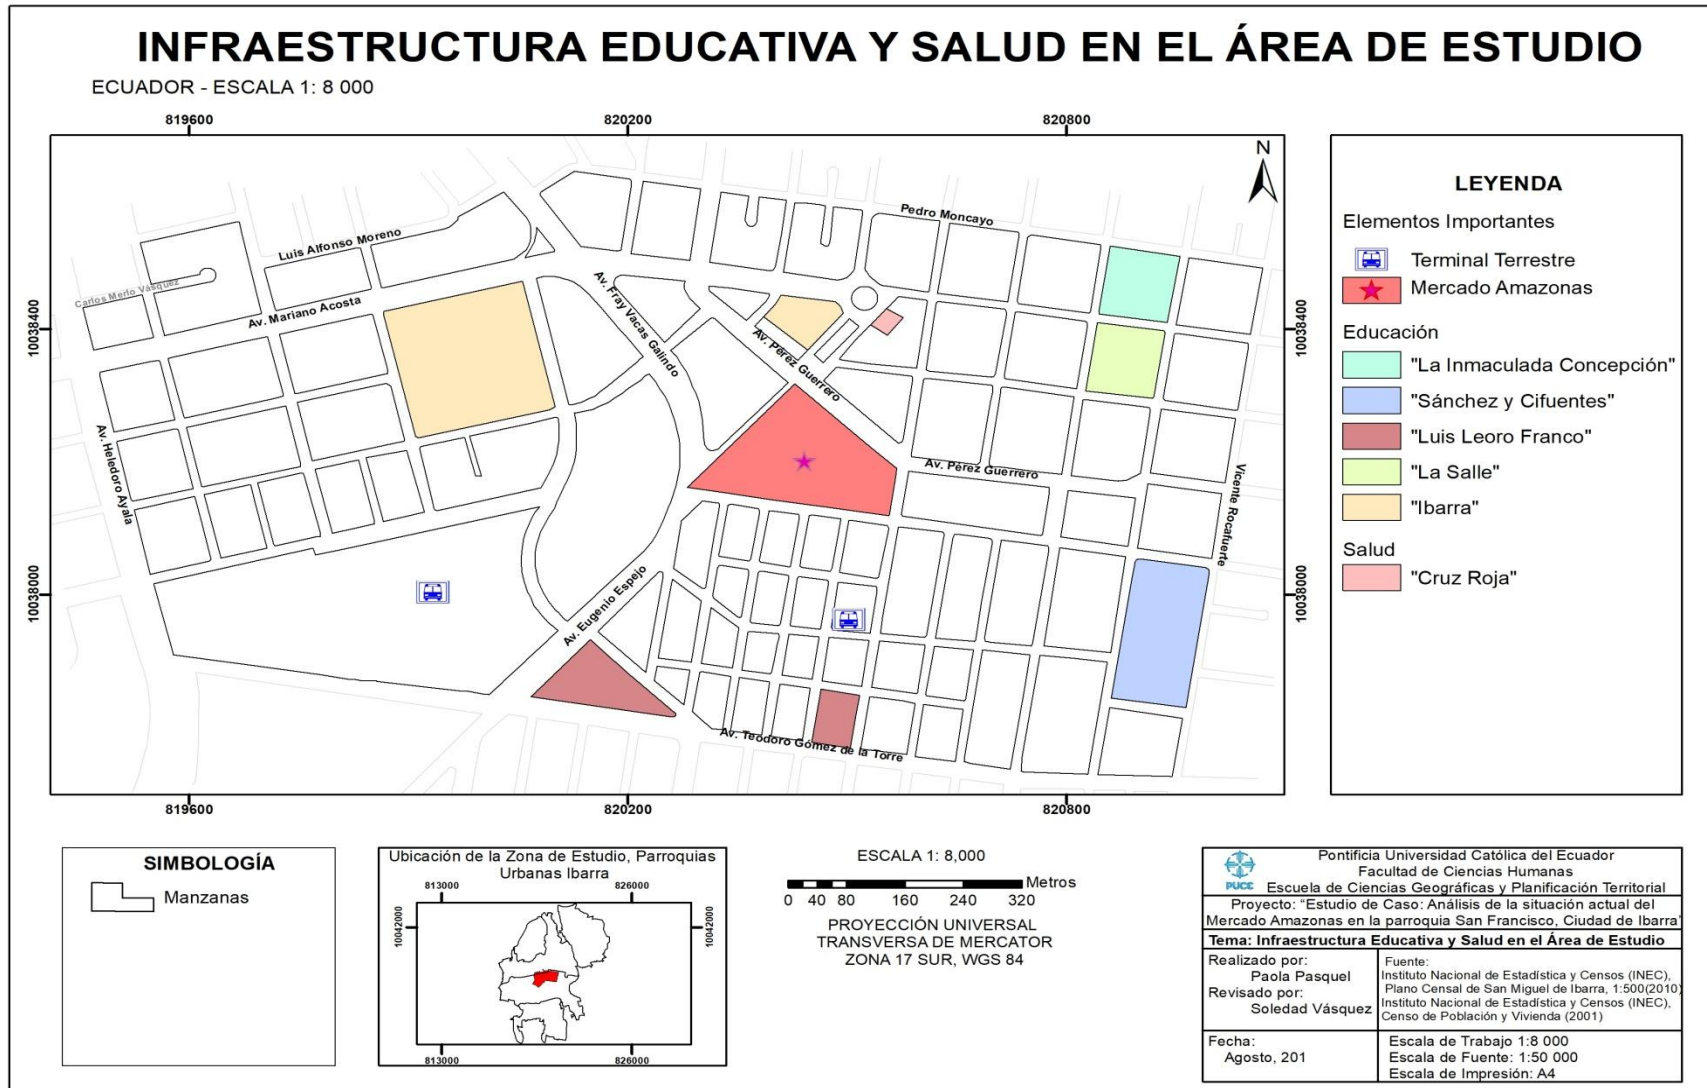 INFRAESTRUCTURA EDUCATIVA Y SALUD EN EL ÁREA DE ESTUDIO
ECUADOR - ESCALA 1: 8 000
819600
820200
820800
N
Pedro Moncayo
Luis Alfonso Moreno
Carlos Merlo Vásquez
Av. Mariano Acosta
Av. Fray Vacas Galindo
Av. Pérez Guerrero
10038400
10038400
Av. Heledoro Ayala
Av. Pérez Guerrero
Vicente Rocafuerte
10038000
10038000
Av. Eugenio Espejo
Av. Teodoro Gómez de la Torre
819600
820200
820800
LEYENDA
Elementos Importantes
Terminal Terrestre
Mercado Amazonas
Educación
"La Inmaculada Concepción"
"Sánchez y Cifuentes"
"Luis Leoro Franco"
"La Salle"
"Ibarra"
Salud
"Cruz Roja"
SIMBOLOGÍA
Manzanas
Ubicación de la Zona de Estudio, Parroquias
Urbanas Ibarra
813000
826000
10042000
10042000
813000
826000
ESCALA 1: 8,000
Metros
0 40 80 160 240 320
PROYECCIÓN UNIVERSAL
TRANSVERSA DE MERCATOR
ZONA 17 SUR, WGS 84
PUCE
Pontificia Universidad Católica del Ecuador
Facultad de Ciencias Humanas
Escuela de Ciencias Geográficas y Planificación Territorial
Proyecto: "Estudio de Caso: Análisis de la situación actual del
Mercado Amazonas en la parroquia San Francisco, Ciudad de Ibarra"
Tema: Infraestructura Educativa y Salud en el Área de Estudio
Realizado por:
Paola Pasquel
Revisado por:
Soledad Vásquez
Fuente:
Instituto Nacional de Estadística y Censos (INEC),
Plano Censal de San Miguel de Ibarra, 1:500(2010)
Instituto Nacional de Estadística y Censos (INEC),
Censo de Población y Vivienda (2001)
Fecha:
Agosto, 201
Escala de Trabajo 1:8 000
Escala de Fuente: 1:50 000
Escala de Impresión: A4